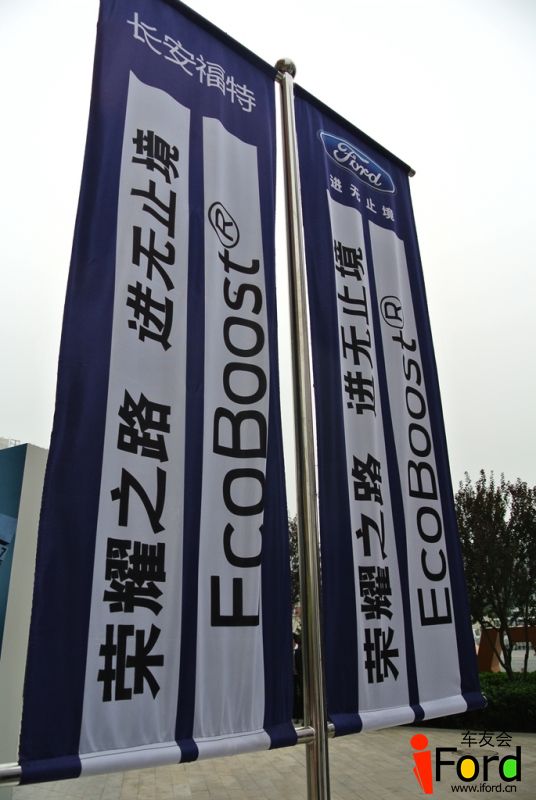 长安福特
荣耀之路 进无止境
EcoBoost®
Ford
进无止境
荣耀之路 进无止境
EcoBoost®
车友会
iFord
www.iford.cn